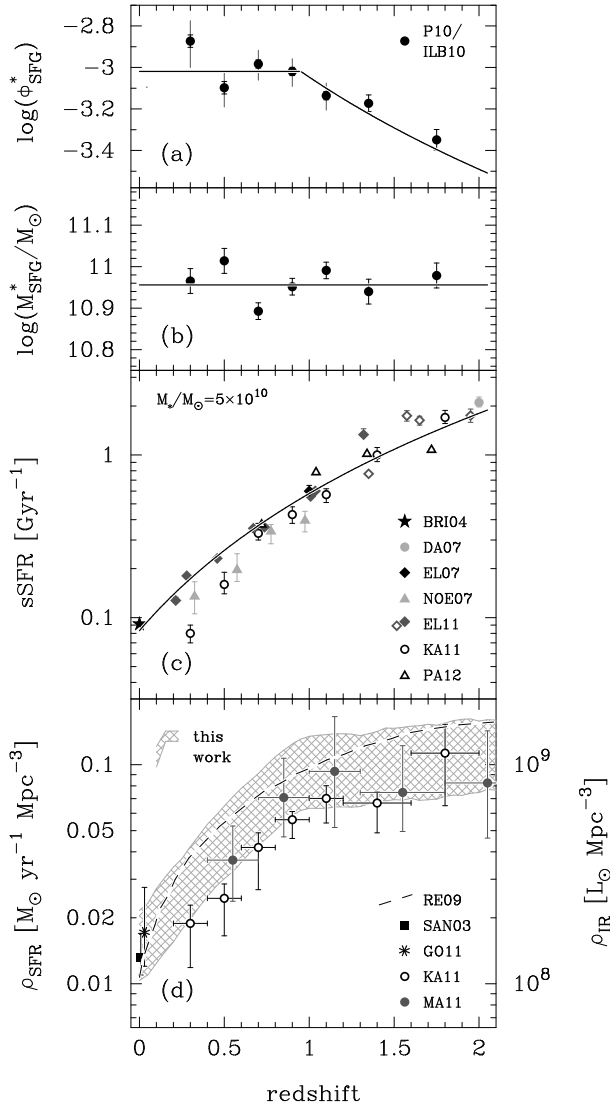 −2.8
−3
−3.2
−3.4
log(ϕ*SFG)
P10/
ILB10
(a)
11.1
11
10.9
10.8
log(M*SFG/M⊙)
(b)
M*/M⊙=5×10^10
1
0.1
sSFR [Gyr−1]
BRI04
DA07
EL07
NOE07
EL11
KA11
PA12
(c)
this
work
0.1
0.05
0.02
0.01
ρSFR [M⊙ yr−1 Mpc−3]
10^9
10^8
ρIR [L⊙ Mpc−3]
RE09
SAN03
GO11
KA11
MA11
(d)
0 0.5 1 1.5 2
redshift